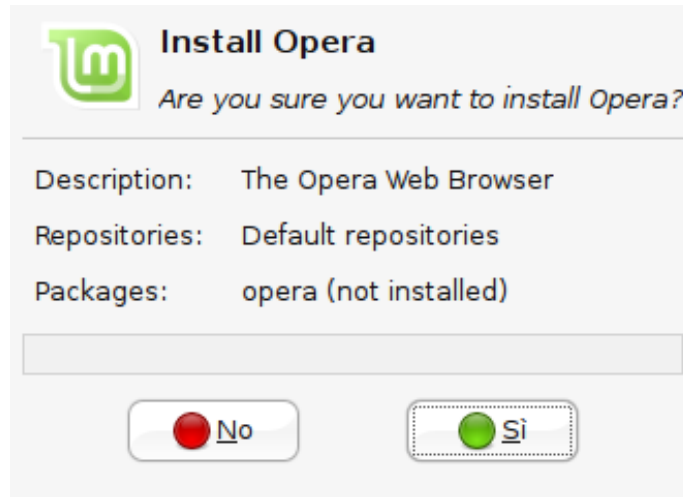 Install Opera
Are you sure you want to install Opera?
Description: The Opera Web Browser
Repositories: Default repositories
Packages: opera (not installed)
No Sì